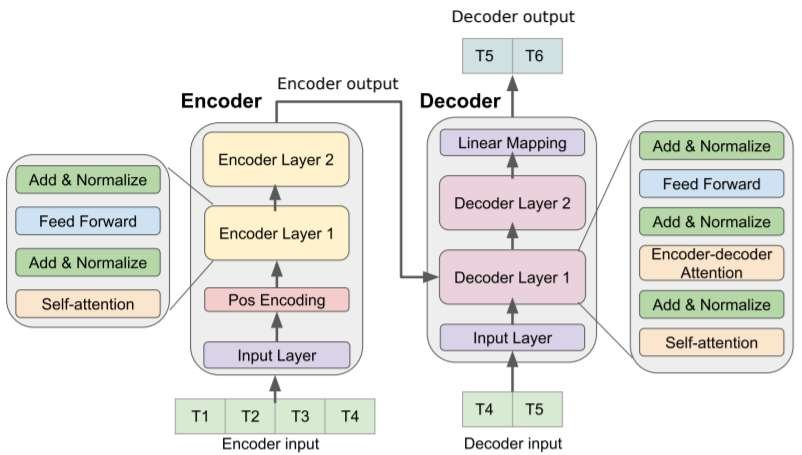 Decoder output
T5 T6
Encoder output
Encoder
Decoder
Add & Normalize
Feed Forward
Add & Normalize
Self-attention
Encoder Layer 2
Encoder Layer 1
Pos Encoding
Input Layer
T1 T2 T3 T4
Encoder input
Linear Mapping
Decoder Layer 2
Decoder Layer 1
Input Layer
T4 T5
Decoder input
Add & Normalize
Feed Forward
Add & Normalize
Encoder-decoder
Attention
Add & Normalize
Self-attention